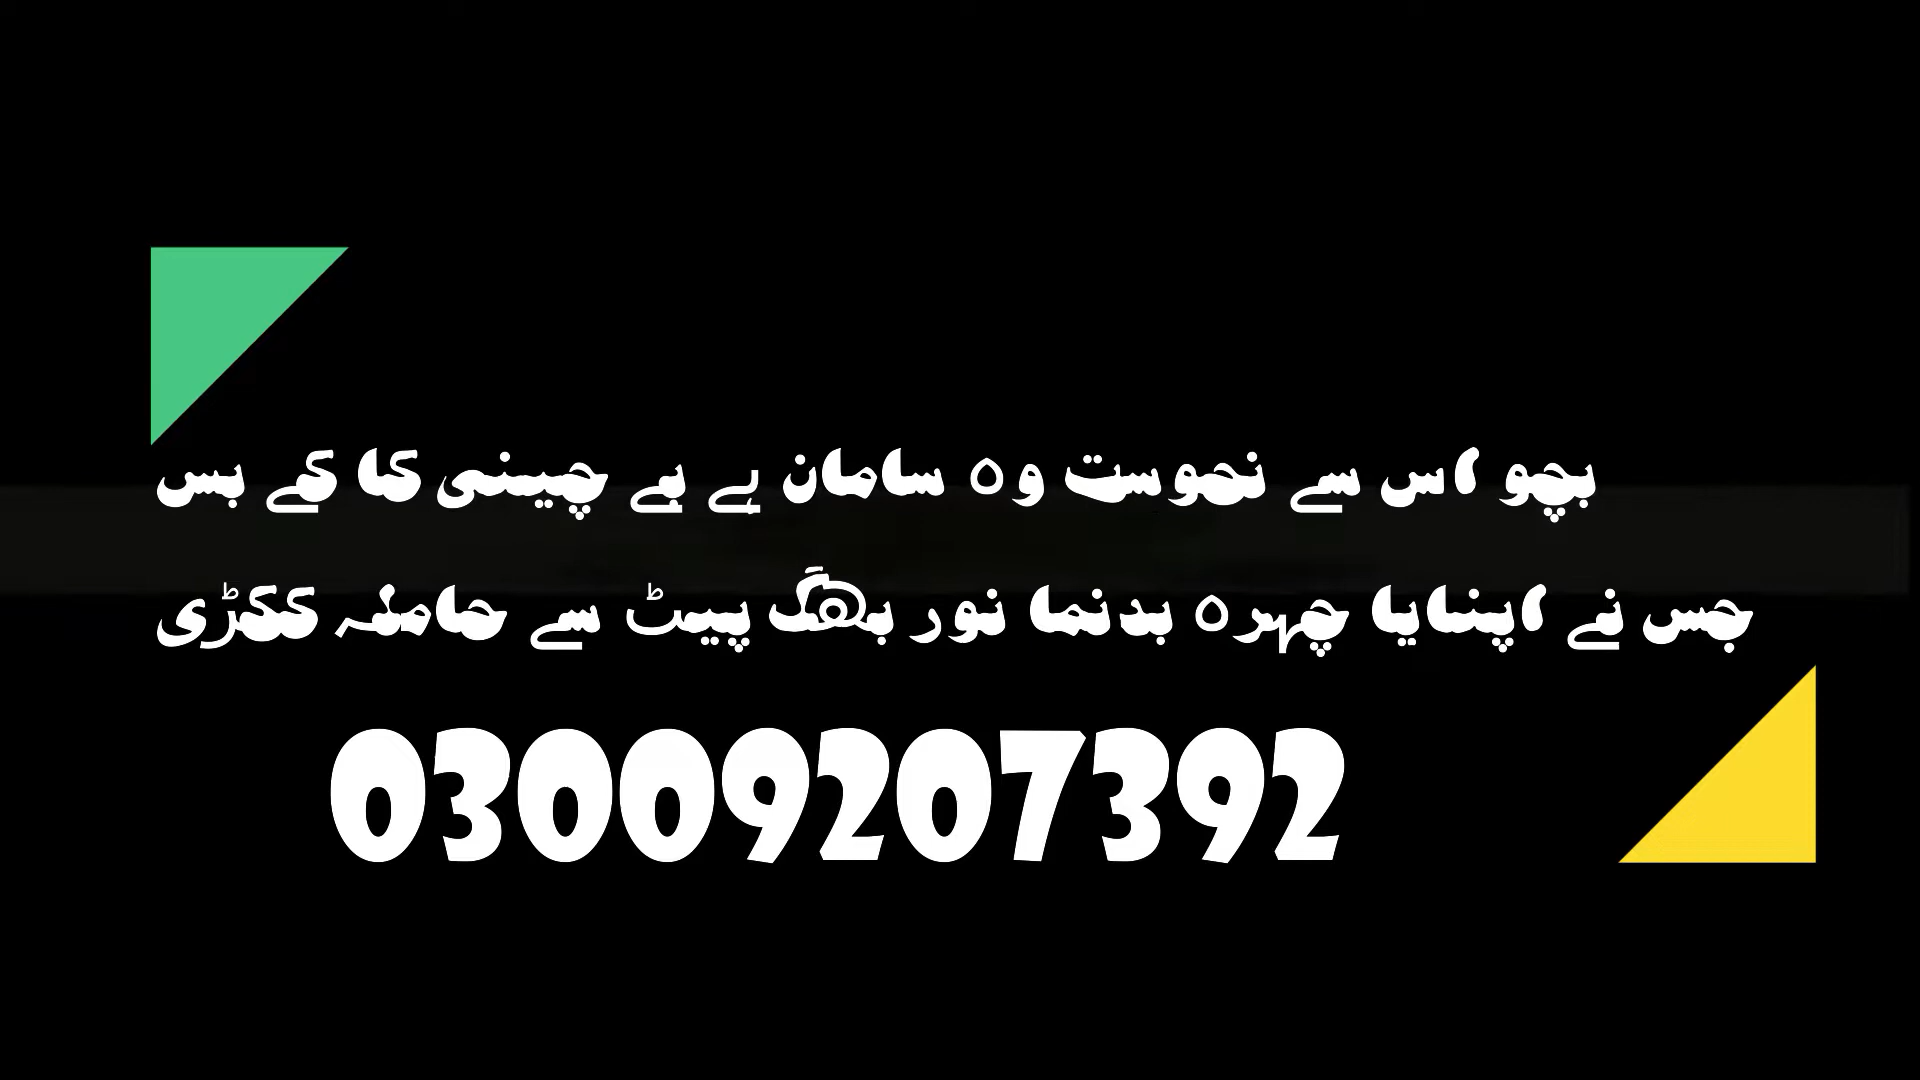 بچو اس سے نحوست وہ سامان ہے بے چینی کا کے بس
جس نے اپنایا چہرہ بدنما نور بھگ پیٹ سے حاملہ ککڑی
03009207392